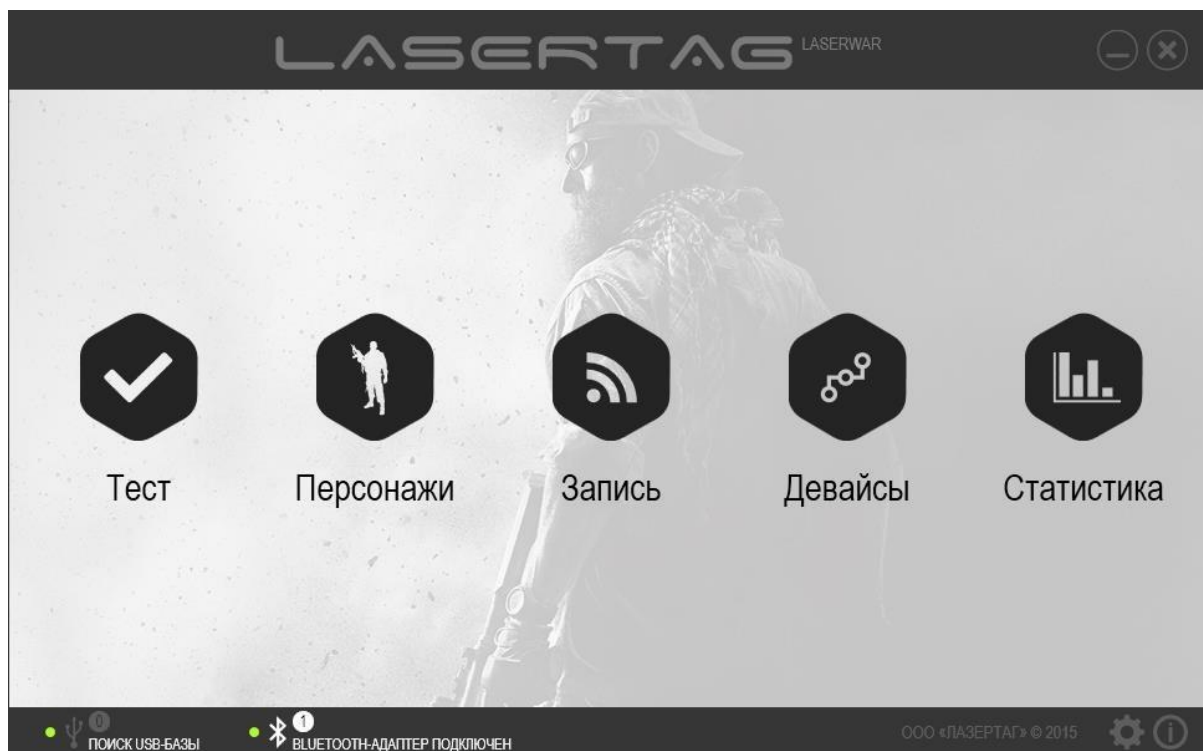 LASERTAG LASERWAR
Тест Персонажи Запись Девайсы Статистика
0 1
ПОИСК USB-БАЗЫ BLUETOOTH-АДАПТЕР ПОДКЛЮЧЕН ООО «ЛАЗЕРТАГ» © 2015